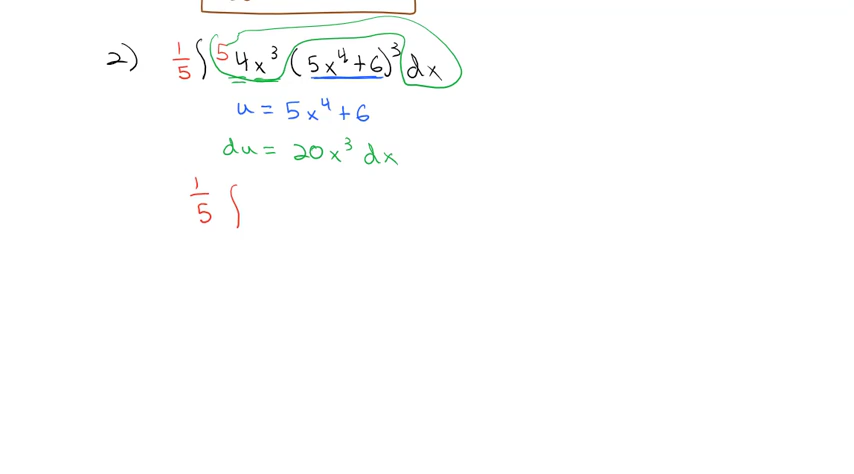 2) 1/5 ∫ 5 4x³ (5x⁴+6)³ dx
u = 5x⁴+6
du = 20x³ dx
1/5 ∫